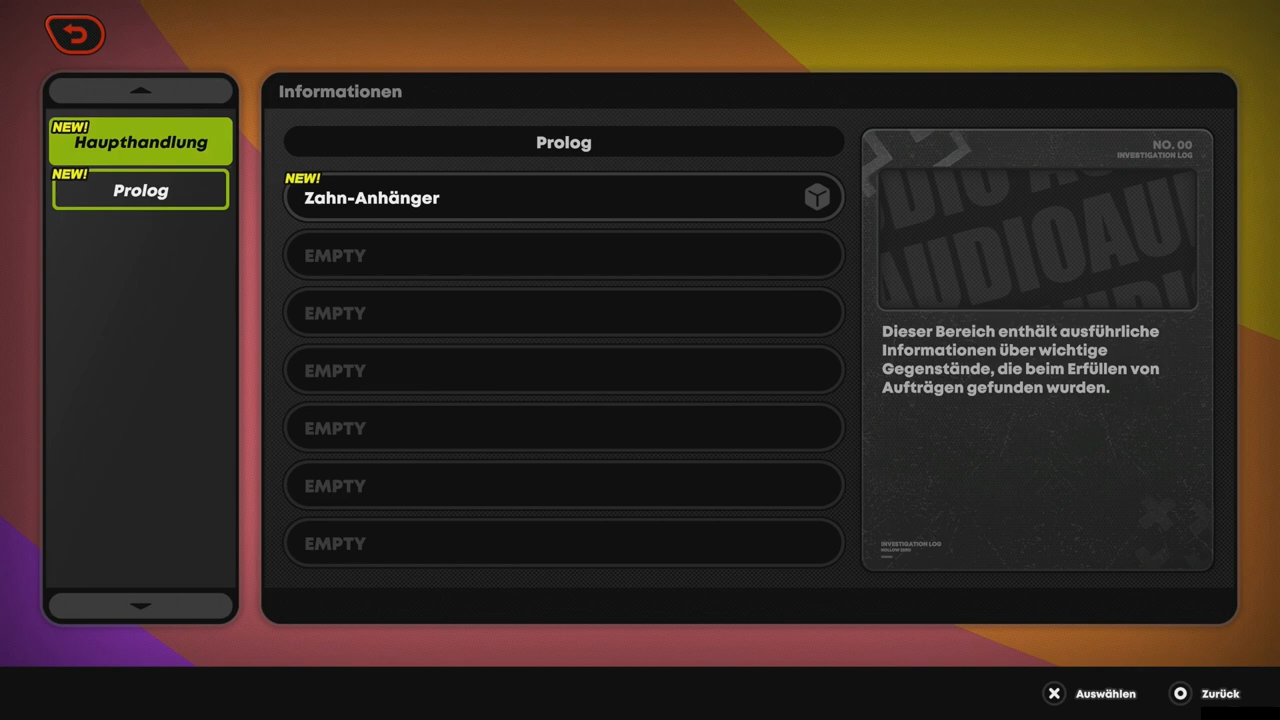 Informationen
NEW!
Haupthandlung
NEW!
Prolog
Prolog
NEW!
Zahn-Anhänger
EMPTY
EMPTY
EMPTY
EMPTY
EMPTY
EMPTY
NO. 00
INVESTIGATION LOG
AUDIOAU
Dieser Bereich enthält ausführliche
Informationen über wichtige
Gegenstände, die beim Erfüllen von
Aufträgen gefunden wurden.
INVESTIGATION LOG
HOLLOW ZERO
Auswählen
Zurück